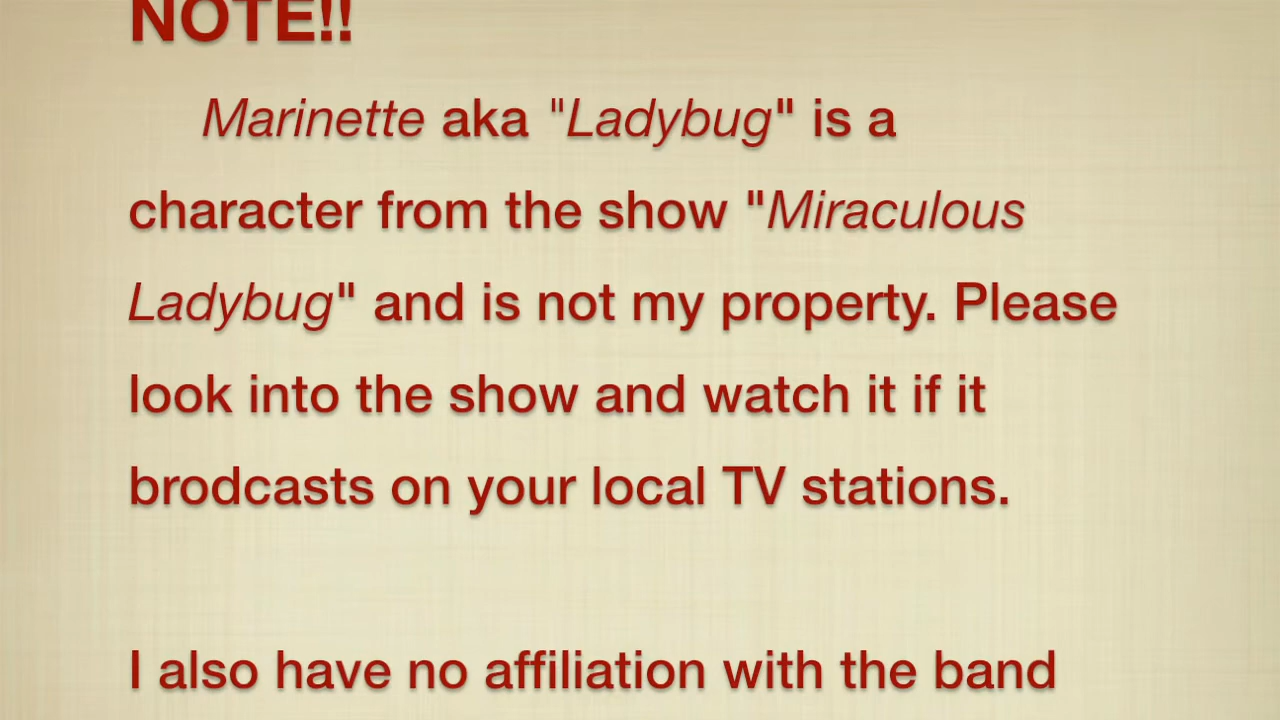 NOTE!!
Marinette aka "Ladybug" is a
character from the show "Miraculous
Ladybug" and is not my property. Please
look into the show and watch it if it
brodcasts on your local TV stations.
I also have no affiliation with the band